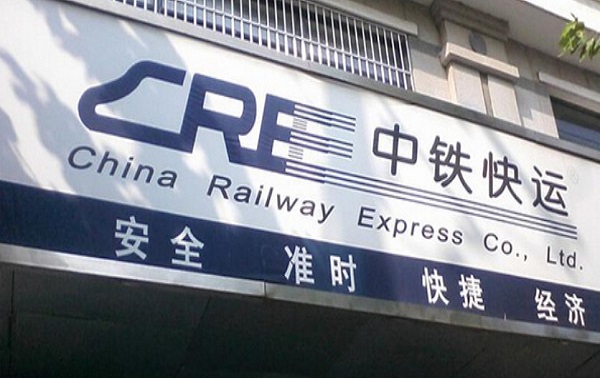 CRE 中铁快运
China Railway Express Co., Ltd.
安全 准时 快捷 经济